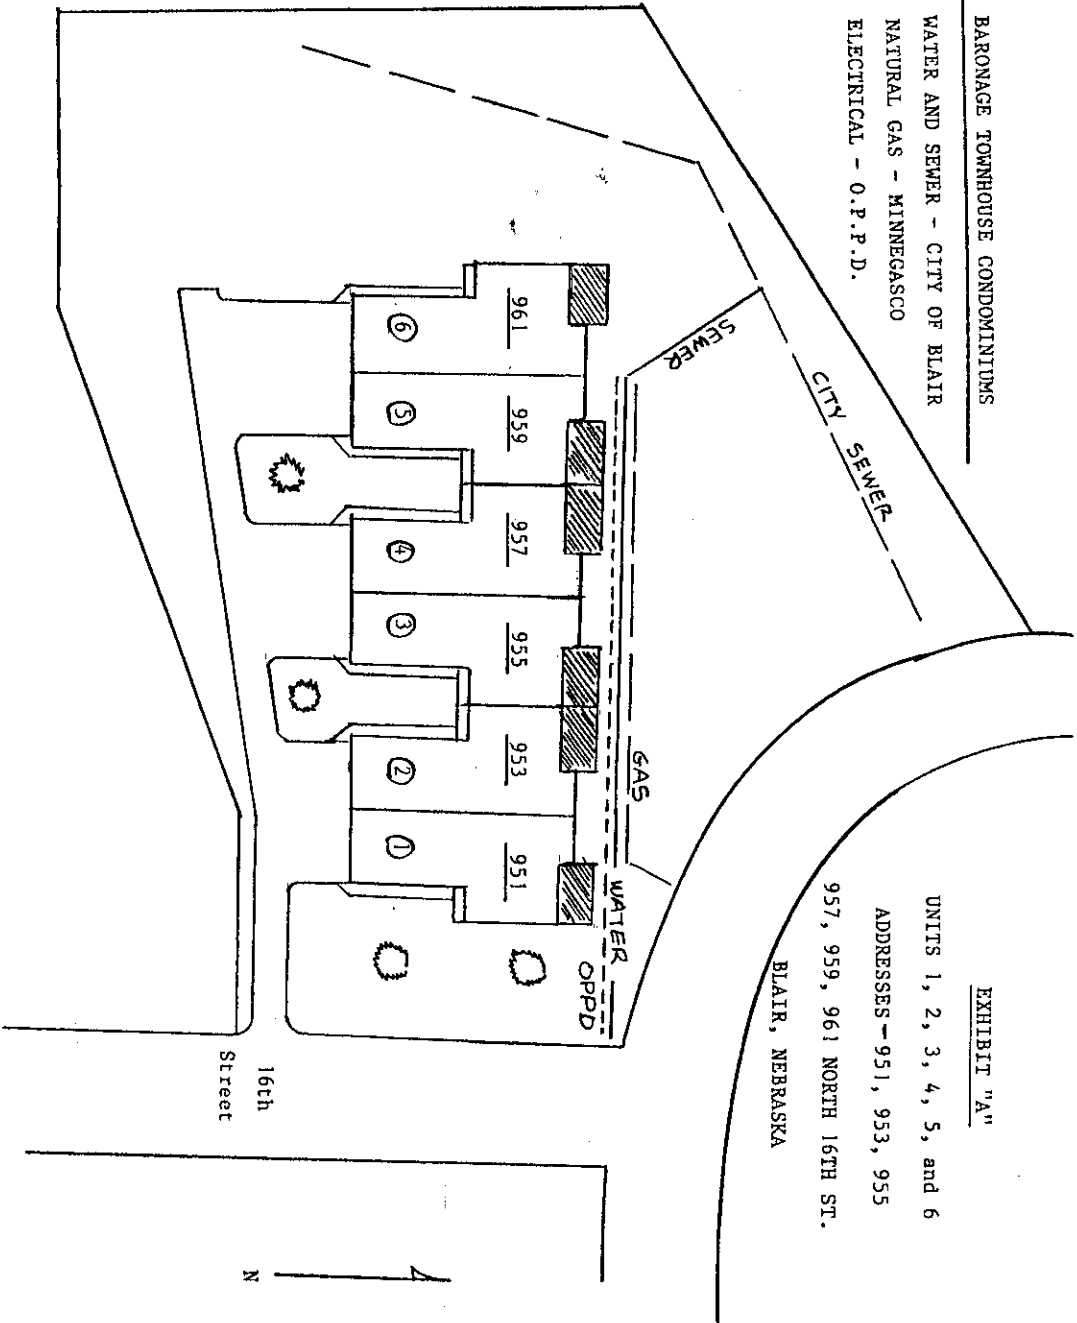 BARONAGE TOWNHOUSE CONDOMINIUMS
WATER AND SEWER - CITY OF BLAIR
NATURAL GAS - MINNEGASCO
ELECTRICAL - O.P.P.D.
EXHIBIT "A"
UNITS 1, 2, 3, 4, 5, and 6
ADDRESSES-951, 953, 955
957, 959, 961 NORTH 16TH ST.
BLAIR, NEBRASKA
CITY SEWER
SEWER
GAS
WATER
OPPD
961
959
957
955
953
951
6
5
4
3
2
1
16th
Street
N